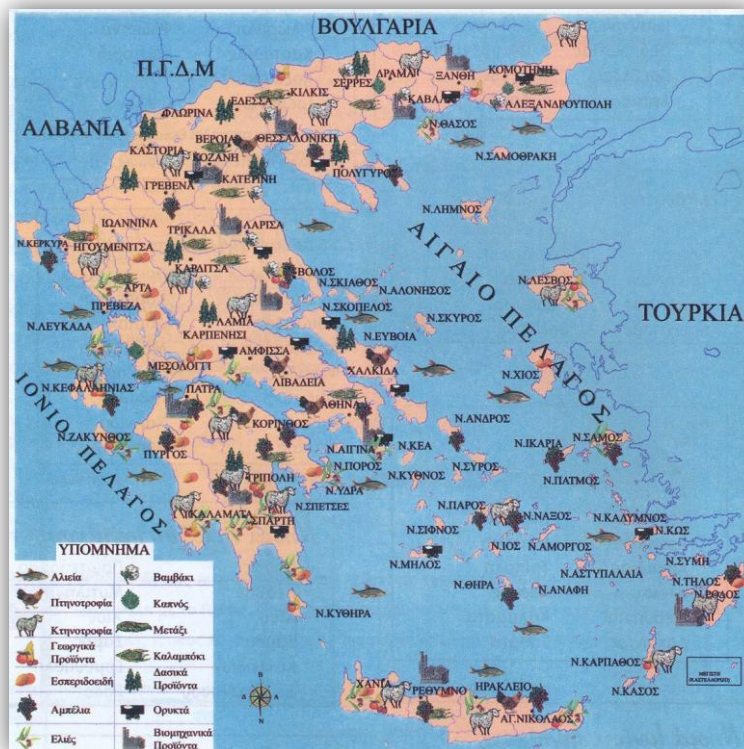 ΒΟΥΛΓΑΡΙΑ
Π.Γ.Δ.Μ
ΑΛΒΑΝΙΑ
ΤΟΥΡΚΙΑ
ΑΙΓΑΙΟ ΠΕΛΑΓΟΣ
ΙΟΝΙΟ ΠΕΛΑΓΟΣ
ΔΡΑΜΑ
ΞΑΝΘΗ
ΚΟΜΟΤΗΝΗ
ΣΕΡΡΕΣ
ΚΙΛΚΙΣ
ΚΑΒΑΛΑ
ΑΛΕΞΑΝΔΡΟΥΠΟΛΗ
ΕΔΕΣΣΑ
ΦΛΩΡΙΝΑ
Ν.ΘΑΣΟΣ
ΒΕΡΟΙΑ
ΘΕΣΣΑΛΟΝΙΚΗ
ΚΑΣΤΟΡΙΑ
ΚΟΖΑΝΗ
Ν.ΣΑΜΟΘΡΑΚΗ
ΚΑΤΕΡΙΝΗ
ΠΟΛΥΓΥΡΟΣ
ΓΡΕΒΕΝΑ
Ν.ΛΗΜΝΟΣ
ΙΩΑΝΝΙΝΑ
ΤΡΙΚΑΛΑ
ΛΑΡΙΣΑ
Ν.ΚΕΡΚΥΡΑ
ΗΓΟΥΜΕΝΙΤΣΑ
ΚΑΡΔΙΤΣΑ
ΒΟΛΟΣ
Ν.ΣΚΙΑΘΟΣ
Ν.ΑΛΟΝΗΣΟΣ
Ν.ΛΕΣΒΟΣ
ΑΡΤΑ
ΠΡΕΒΕΖΑ
Ν.ΣΚΟΠΕΛΟΣ
Ν.ΣΚΥΡΟΣ
Ν.ΛΕΥΚΑΔΑ
ΛΑΜΙΑ
ΚΑΡΠΕΝΗΣΙ
Ν.ΕΥΒΟΙΑ
ΑΜΦΙΣΣΑ
ΜΕΣΟΛΟΓΓΙ
ΛΙΒΑΔΕΙΑ
ΧΑΛΚΙΔΑ
Ν.ΧΙΟΣ
Ν.ΚΕΦΑΛΛΗΝΙΑΣ
ΠΑΤΡΑ
ΑΘΗΝΑ
Ν.ΑΝΔΡΟΣ
Ν.ΖΑΚΥΝΘΟΣ
ΚΟΡΙΝΘΟΣ
ΠΥΡΓΟΣ
Ν.ΑΙΓΙΝΑ
Ν.ΚΕΑ
Ν.ΙΚΑΡΙΑ
Ν.ΣΑΜΟΣ
Ν.ΠΟΡΟΣ
Ν.ΣΥΡΟΣ
ΤΡΙΠΟΛΗ
Ν.ΥΔΡΑ
Ν.ΚΥΘΝΟΣ
Ν.ΠΑΤΜΟΣ
Ν.ΣΠΕΤΣΕΣ
ΚΑΛΑΜΑΤΑ
ΣΠΑΡΤΗ
Ν.ΠΑΡΟΣ
Ν.ΝΑΞΟΣ
Ν.ΚΑΛΥΜΝΟΣ
Ν.ΣΙΦΝΟΣ
Ν.ΚΩΣ
Ν.ΙΟΣ
Ν.ΑΜΟΡΓΟΣ
Ν.ΜΗΛΟΣ
Ν.ΣΥΜΗ
Ν.ΑΣΤΥΠΑΛΑΙΑ
Ν.ΤΗΛΟΣ
Ν.ΘΗΡΑ
Ν.ΑΝΑΦΗ
Ν.ΡΟΔΟΣ
Ν.ΚΥΘΗΡΑ
Ν.ΚΑΡΠΑΘΟΣ
Ν.ΚΑΣΟΣ
ΧΑΝΙΑ
ΡΕΘΥΜΝΟ
ΗΡΑΚΛΕΙΟ
ΑΓ.ΝΙΚΟΛΑΟΣ
Β
Δ
Α
Ν
ΥΠΟΜΝΗΜΑ
Αλιεία
Βαμβάκι
Πτηνοτροφία
Καπνός
Κτηνοτροφία
Μετάξι
Γεωργικά
Προϊόντα
Καλαμπόκι
Εσπεριδοειδή
Δασικά
Προϊόντα
Αμπέλια
Ορυκτά
Ελιές
Βιομηχανικά
Προϊόντα